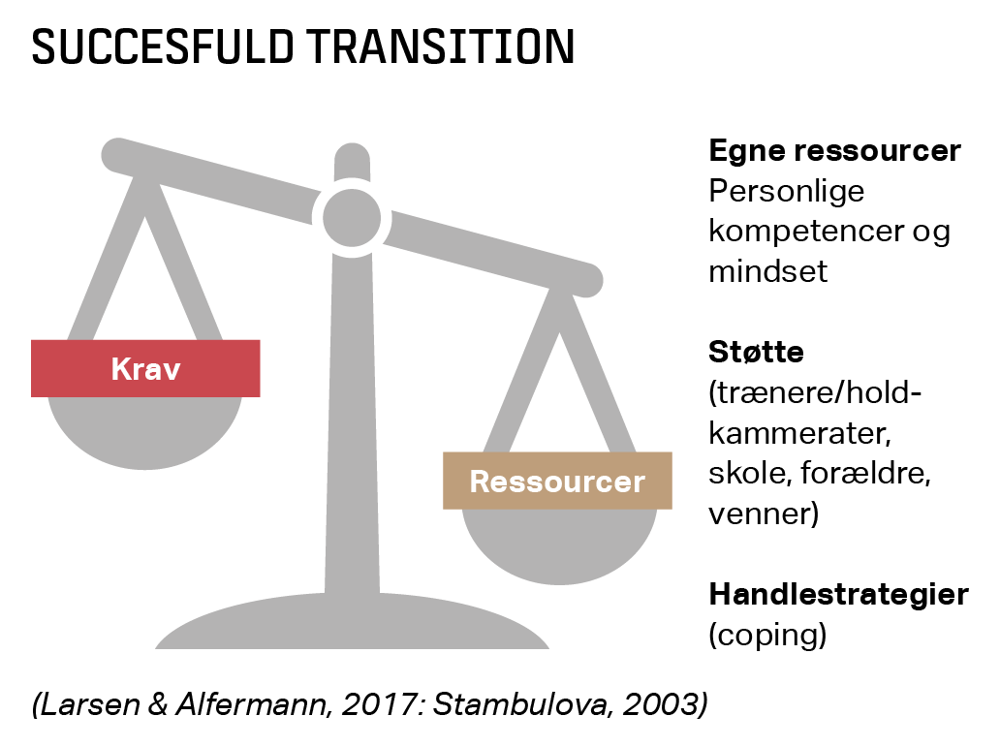 SUCCESFULD TRANSITION
Krav
Ressourcer
Egne ressourcer
Personlige
kompetencer og
mindset
Støtte
(trænere/hold-
kammerater,
skole, forældre,
venner)
Handlestrategier
(coping)
(Larsen & Alfermann, 2017: Stambulova, 2003)